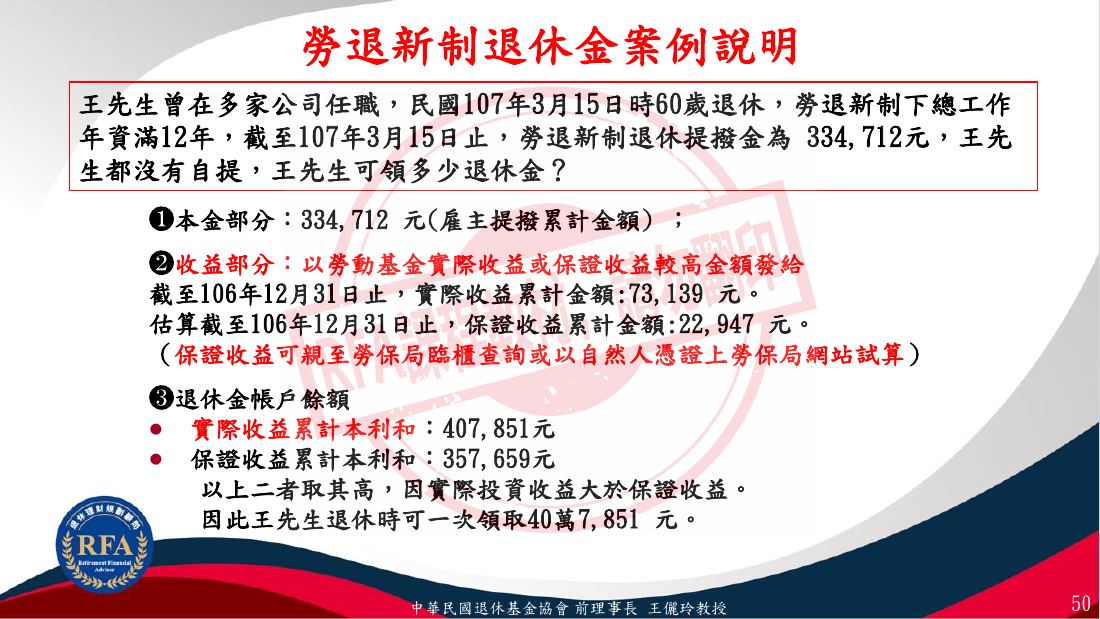 勞退新制退休金案例說明
王先生曾在多家公司任職，民國107年3月15日時60歲退休，勞退新制下總工作
年資滿12年，截至107年3月15日止，勞退新制退休提撥金為 334,712元，王先
生都沒有自提，王先生可領多少退休金？
❶本金部分：334,712 元(雇主提撥累計金額) ；
❷收益部分：以勞動基金實際收益或保證收益較高金額發給
截至106年12月31日止，實際收益累計金額:73,139 元。
估算截至106年12月31日止，保證收益累計金額:22,947 元。
（保證收益可親至勞保局臨櫃查詢或以自然人憑證上勞保局網站試算）
❸退休金帳戶餘額
● 實際收益累計本利和：407,851元
● 保證收益累計本利和：357,659元
以上二者取其高，因實際投資收益大於保證收益。
因此王先生退休時可一次領取40萬7,851 元。
退休理財規劃顧問
RFA
Retirement Financial
Advisor
中華民國退休基金協會 前理事長 王儷玲教授
50